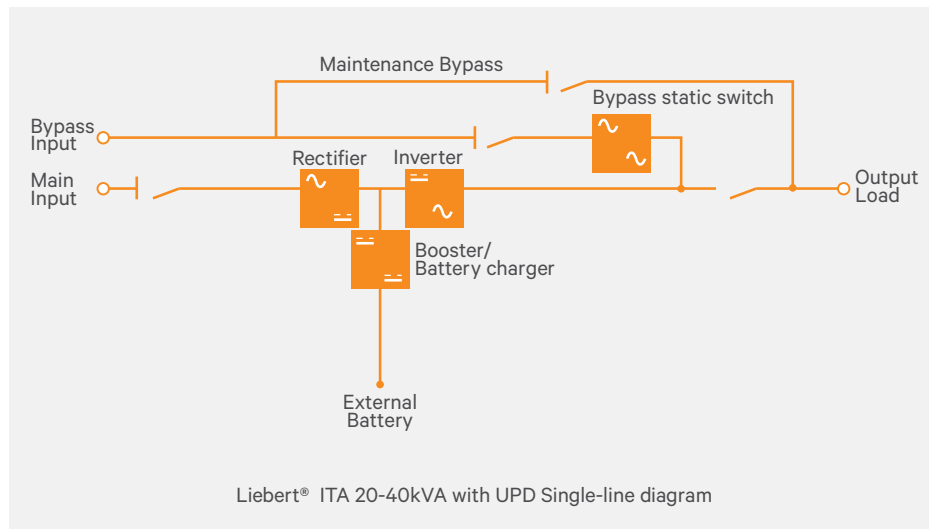 Maintenance Bypass
Bypass static switch
Bypass
Input
Rectifier
Inverter
Main
Input
Output
Load
Booster/
Battery charger
External
Battery
Liebert® ITA 20-40kVA with UPD Single-line diagram